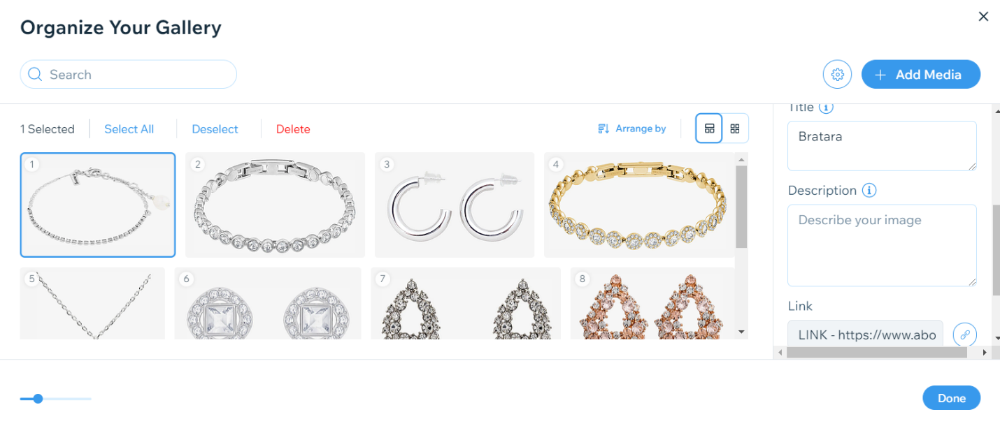 Organize Your Gallery
Search
Add Media
1 Selected
Select All
Deselect
Delete
Arrange by
1
2
3
4
5
6
7
8
Title
Bratara
Description
Describe your image
Link
LINK - https://www.abo
Done